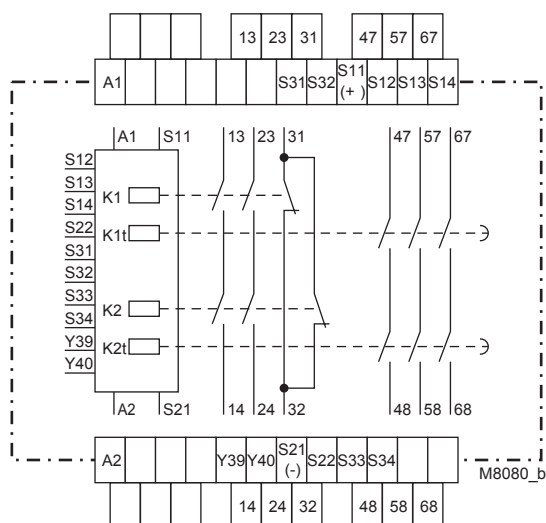 13 23 31 47 57 67
A1 S31 S32 S11 (+) S12 S13 S14
A1 S11 13 23 31 47 57 67
S12
S13
K1
S14
S22
K1t
S31
S32
S33
K2
S34
Y39
K2t
Y40
A2 S21 14 24 32 48 58 68
A2 Y39 Y40 S21 (-) S22 S33 S34
M8080_b
14 24 32 48 58 68